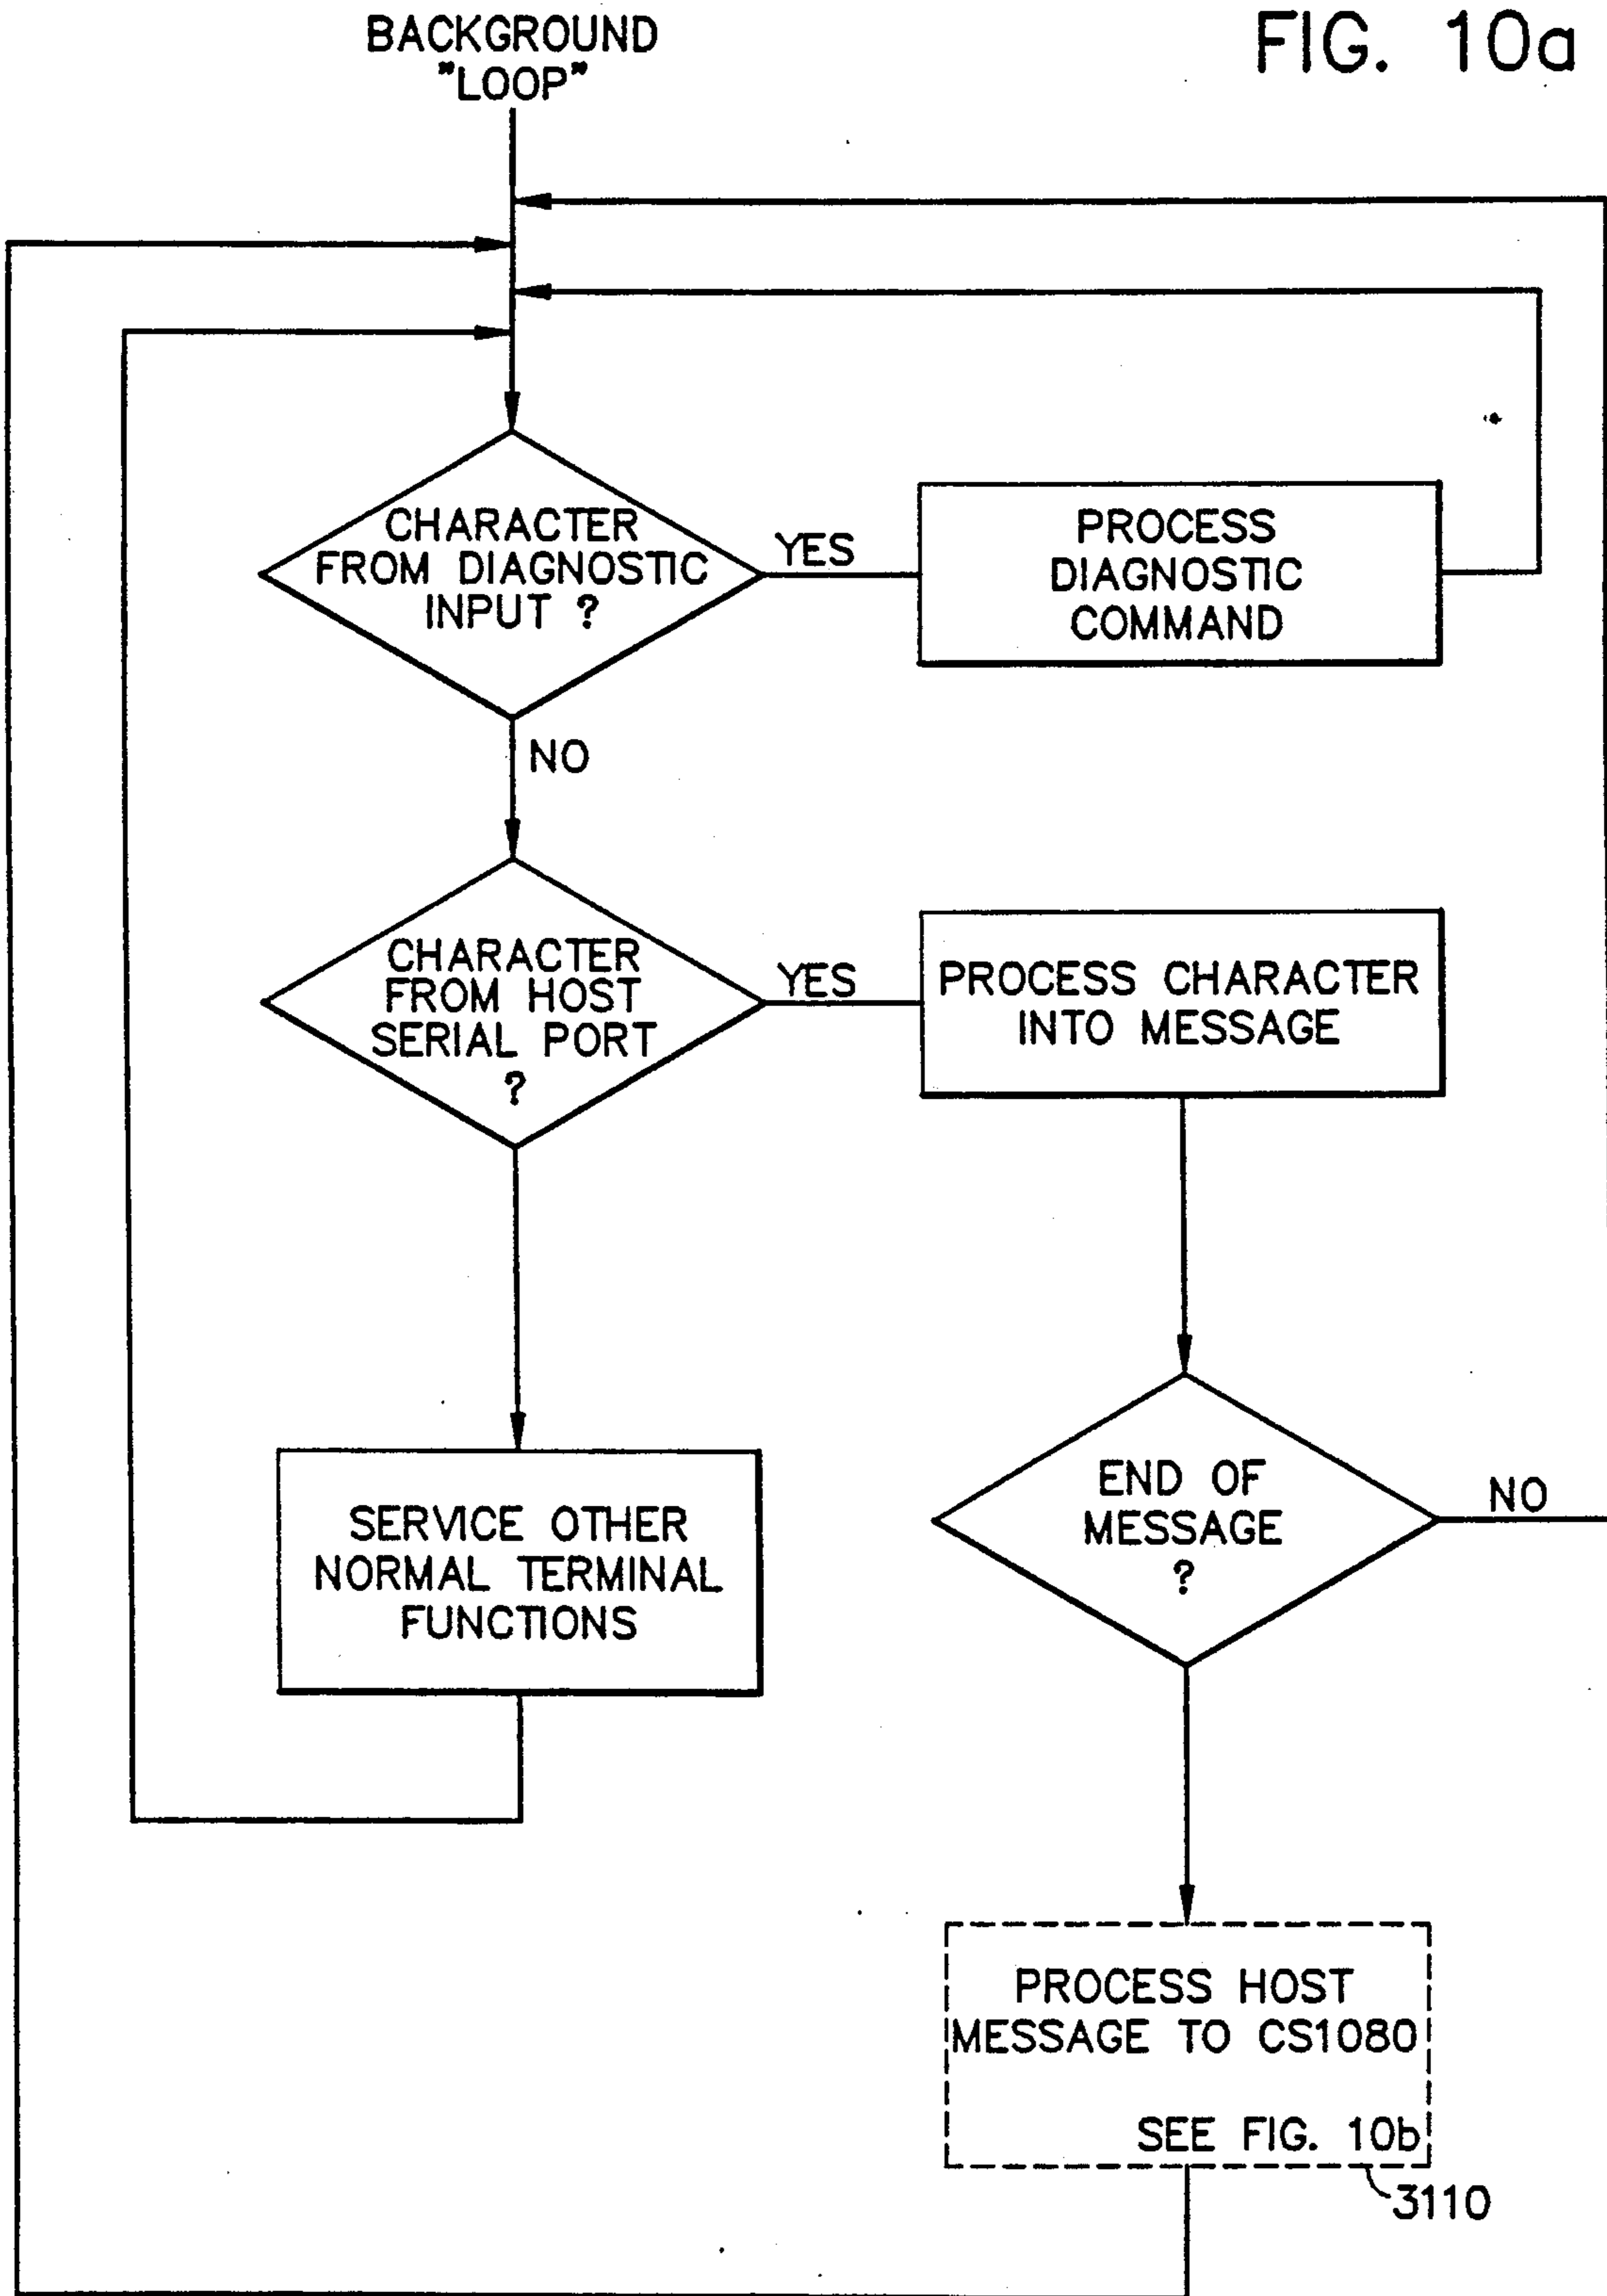 FIG. 10a
BACKGROUND
"LOOP"
CHARACTER
FROM DIAGNOSTIC
INPUT ?
YES
PROCESS
DIAGNOSTIC
COMMAND
NO
CHARACTER
FROM HOST
SERIAL PORT
?
YES
PROCESS CHARACTER
INTO MESSAGE
END OF
MESSAGE
?
NO
SERVICE OTHER
NORMAL TERMINAL
FUNCTIONS
PROCESS HOST
MESSAGE TO CS1080
SEE FIG. 10b
3110